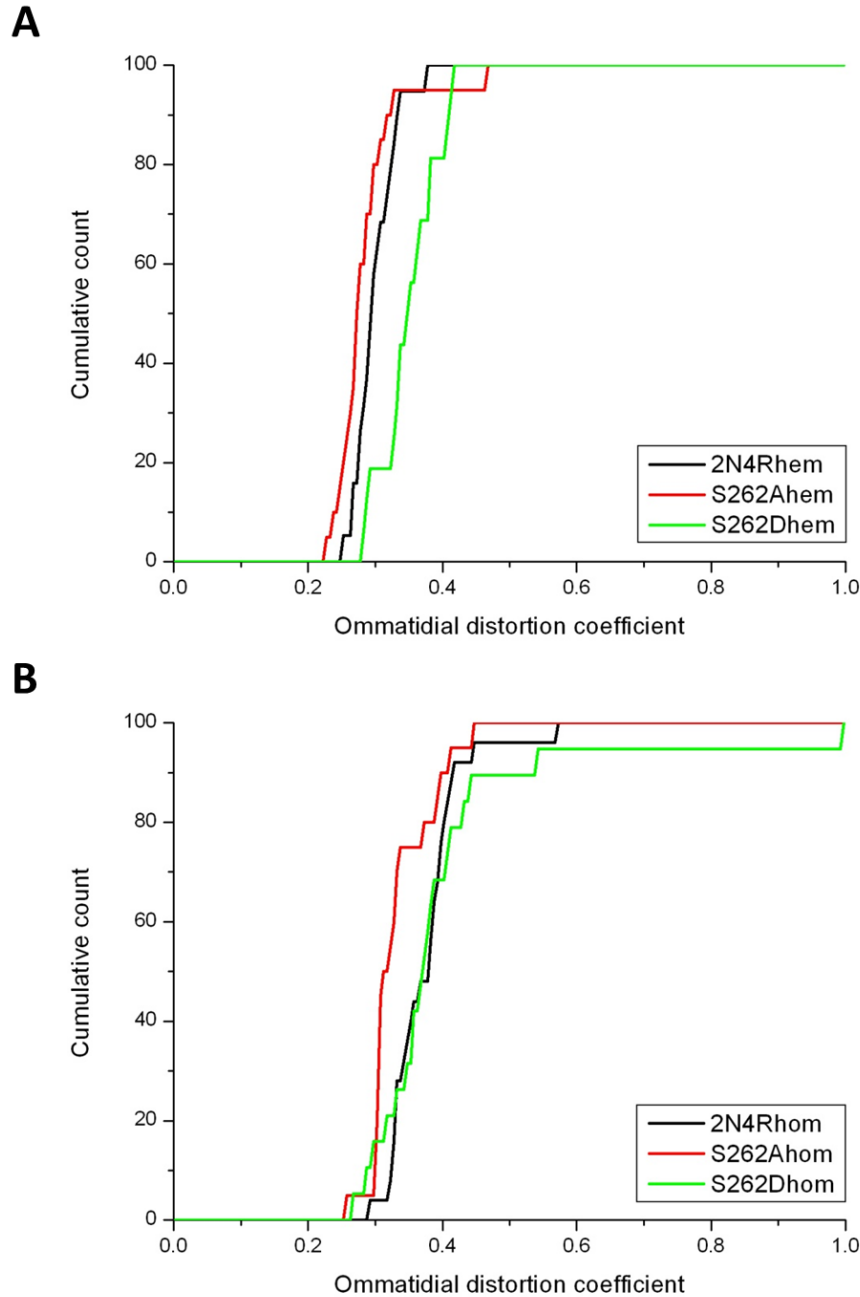 A
100
80
60
40
20
0
Cumulative count
0.0 0.2 0.4 0.6 0.8 1.0
Ommatidial distortion coefficient
2N4Rhem
S262Ahem
S262Dhem
B
100
80
60
40
20
0
Cumulative count
0.0 0.2 0.4 0.6 0.8 1.0
Ommatidial distortion coefficient
2N4Rhom
S262Ahom
S262Dhom